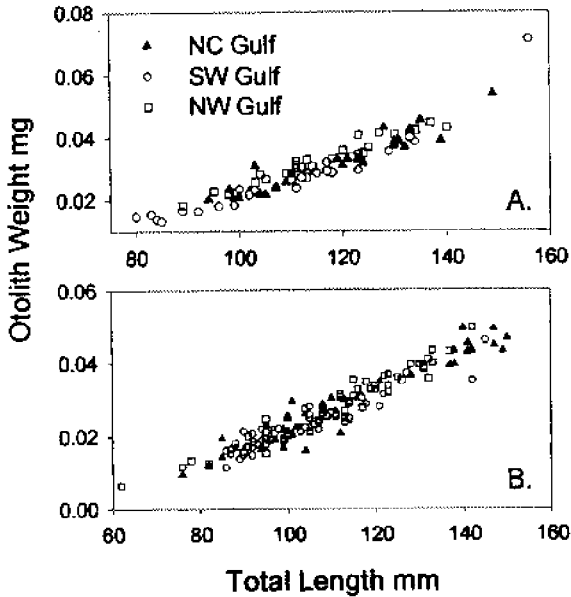 0.08
NC Gulf
SW Gulf
NW Gulf
0.06
0.04
0.02
A.
80 100 120 140 160
Otolith Weight mg
0.06
0.04
0.02
0.00
B.
60 80 100 120 140 160
Total Length mm